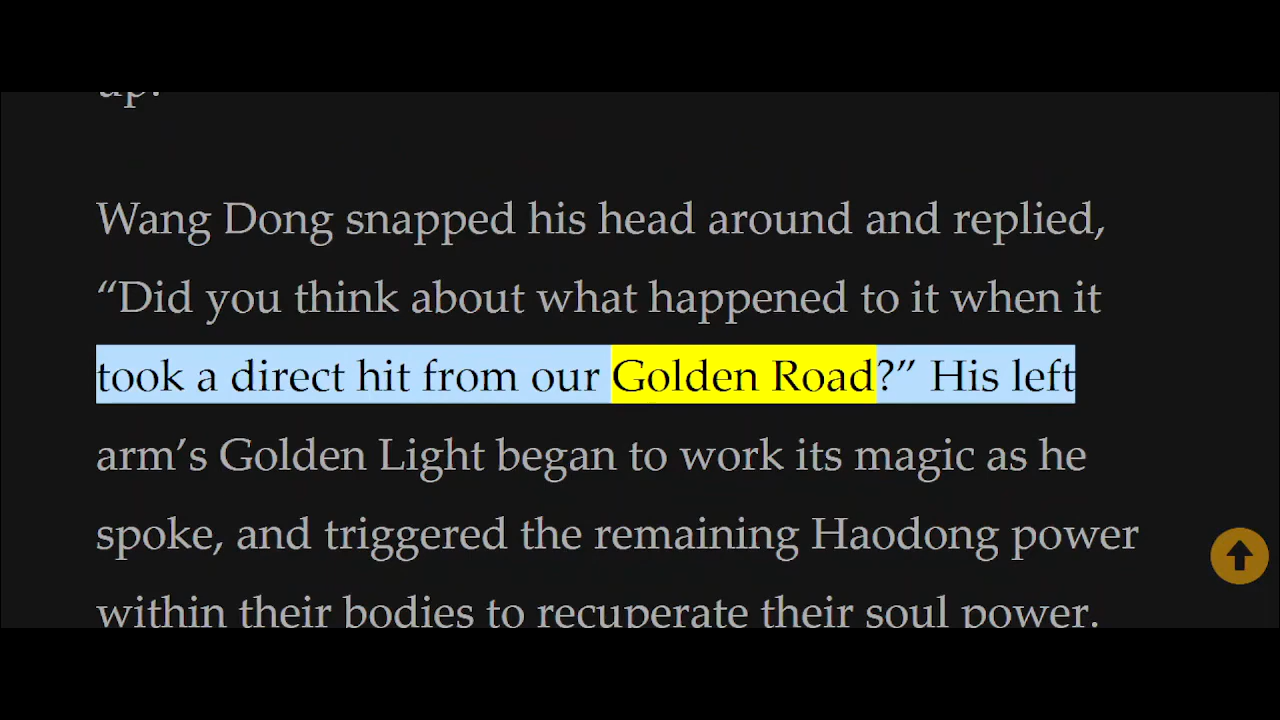 up.
Wang Dong snapped his head around and replied,
“Did you think about what happened to it when it
took a direct hit from our Golden Road?” His left
arm’s Golden Light began to work its magic as he
spoke, and triggered the remaining Haodong power
within their bodies to recuperate their soul power.